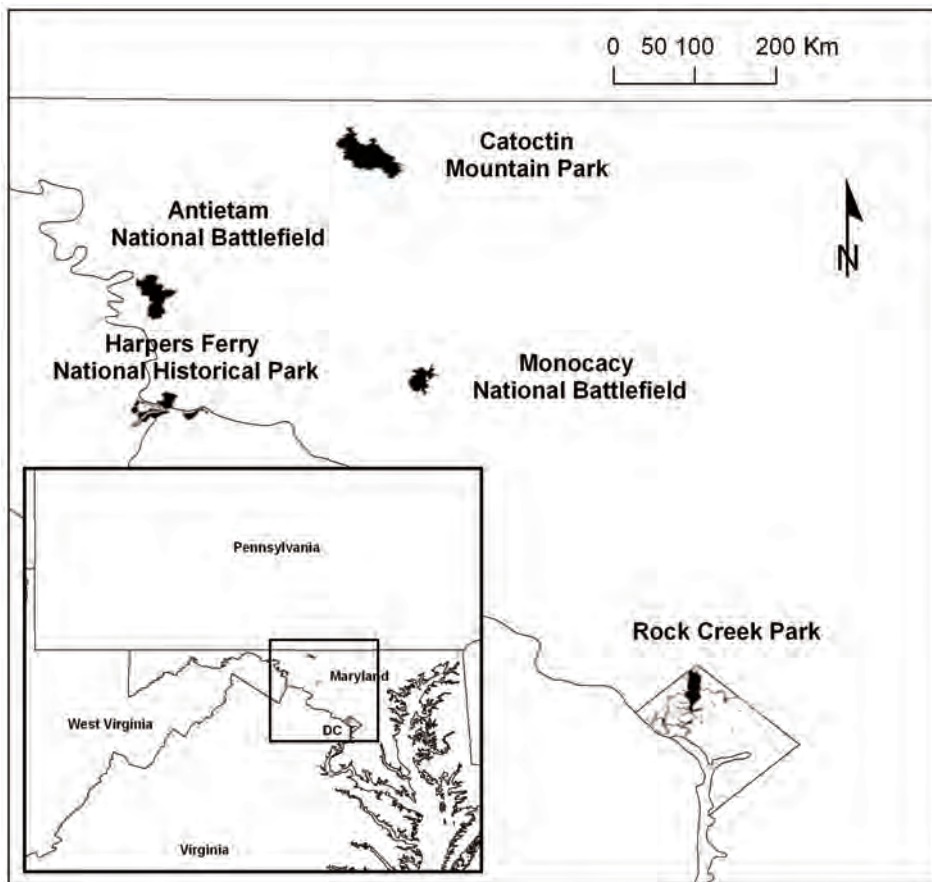 0 50 100 200 Km
Catoctin
Mountain Park
Antietam
National Battlefield
N
Harpers Ferry
National Historical Park
Monocacy
National Battlefield
Pennsylvania
Rock Creek Park
Maryland
West Virginia
DC
Virginia